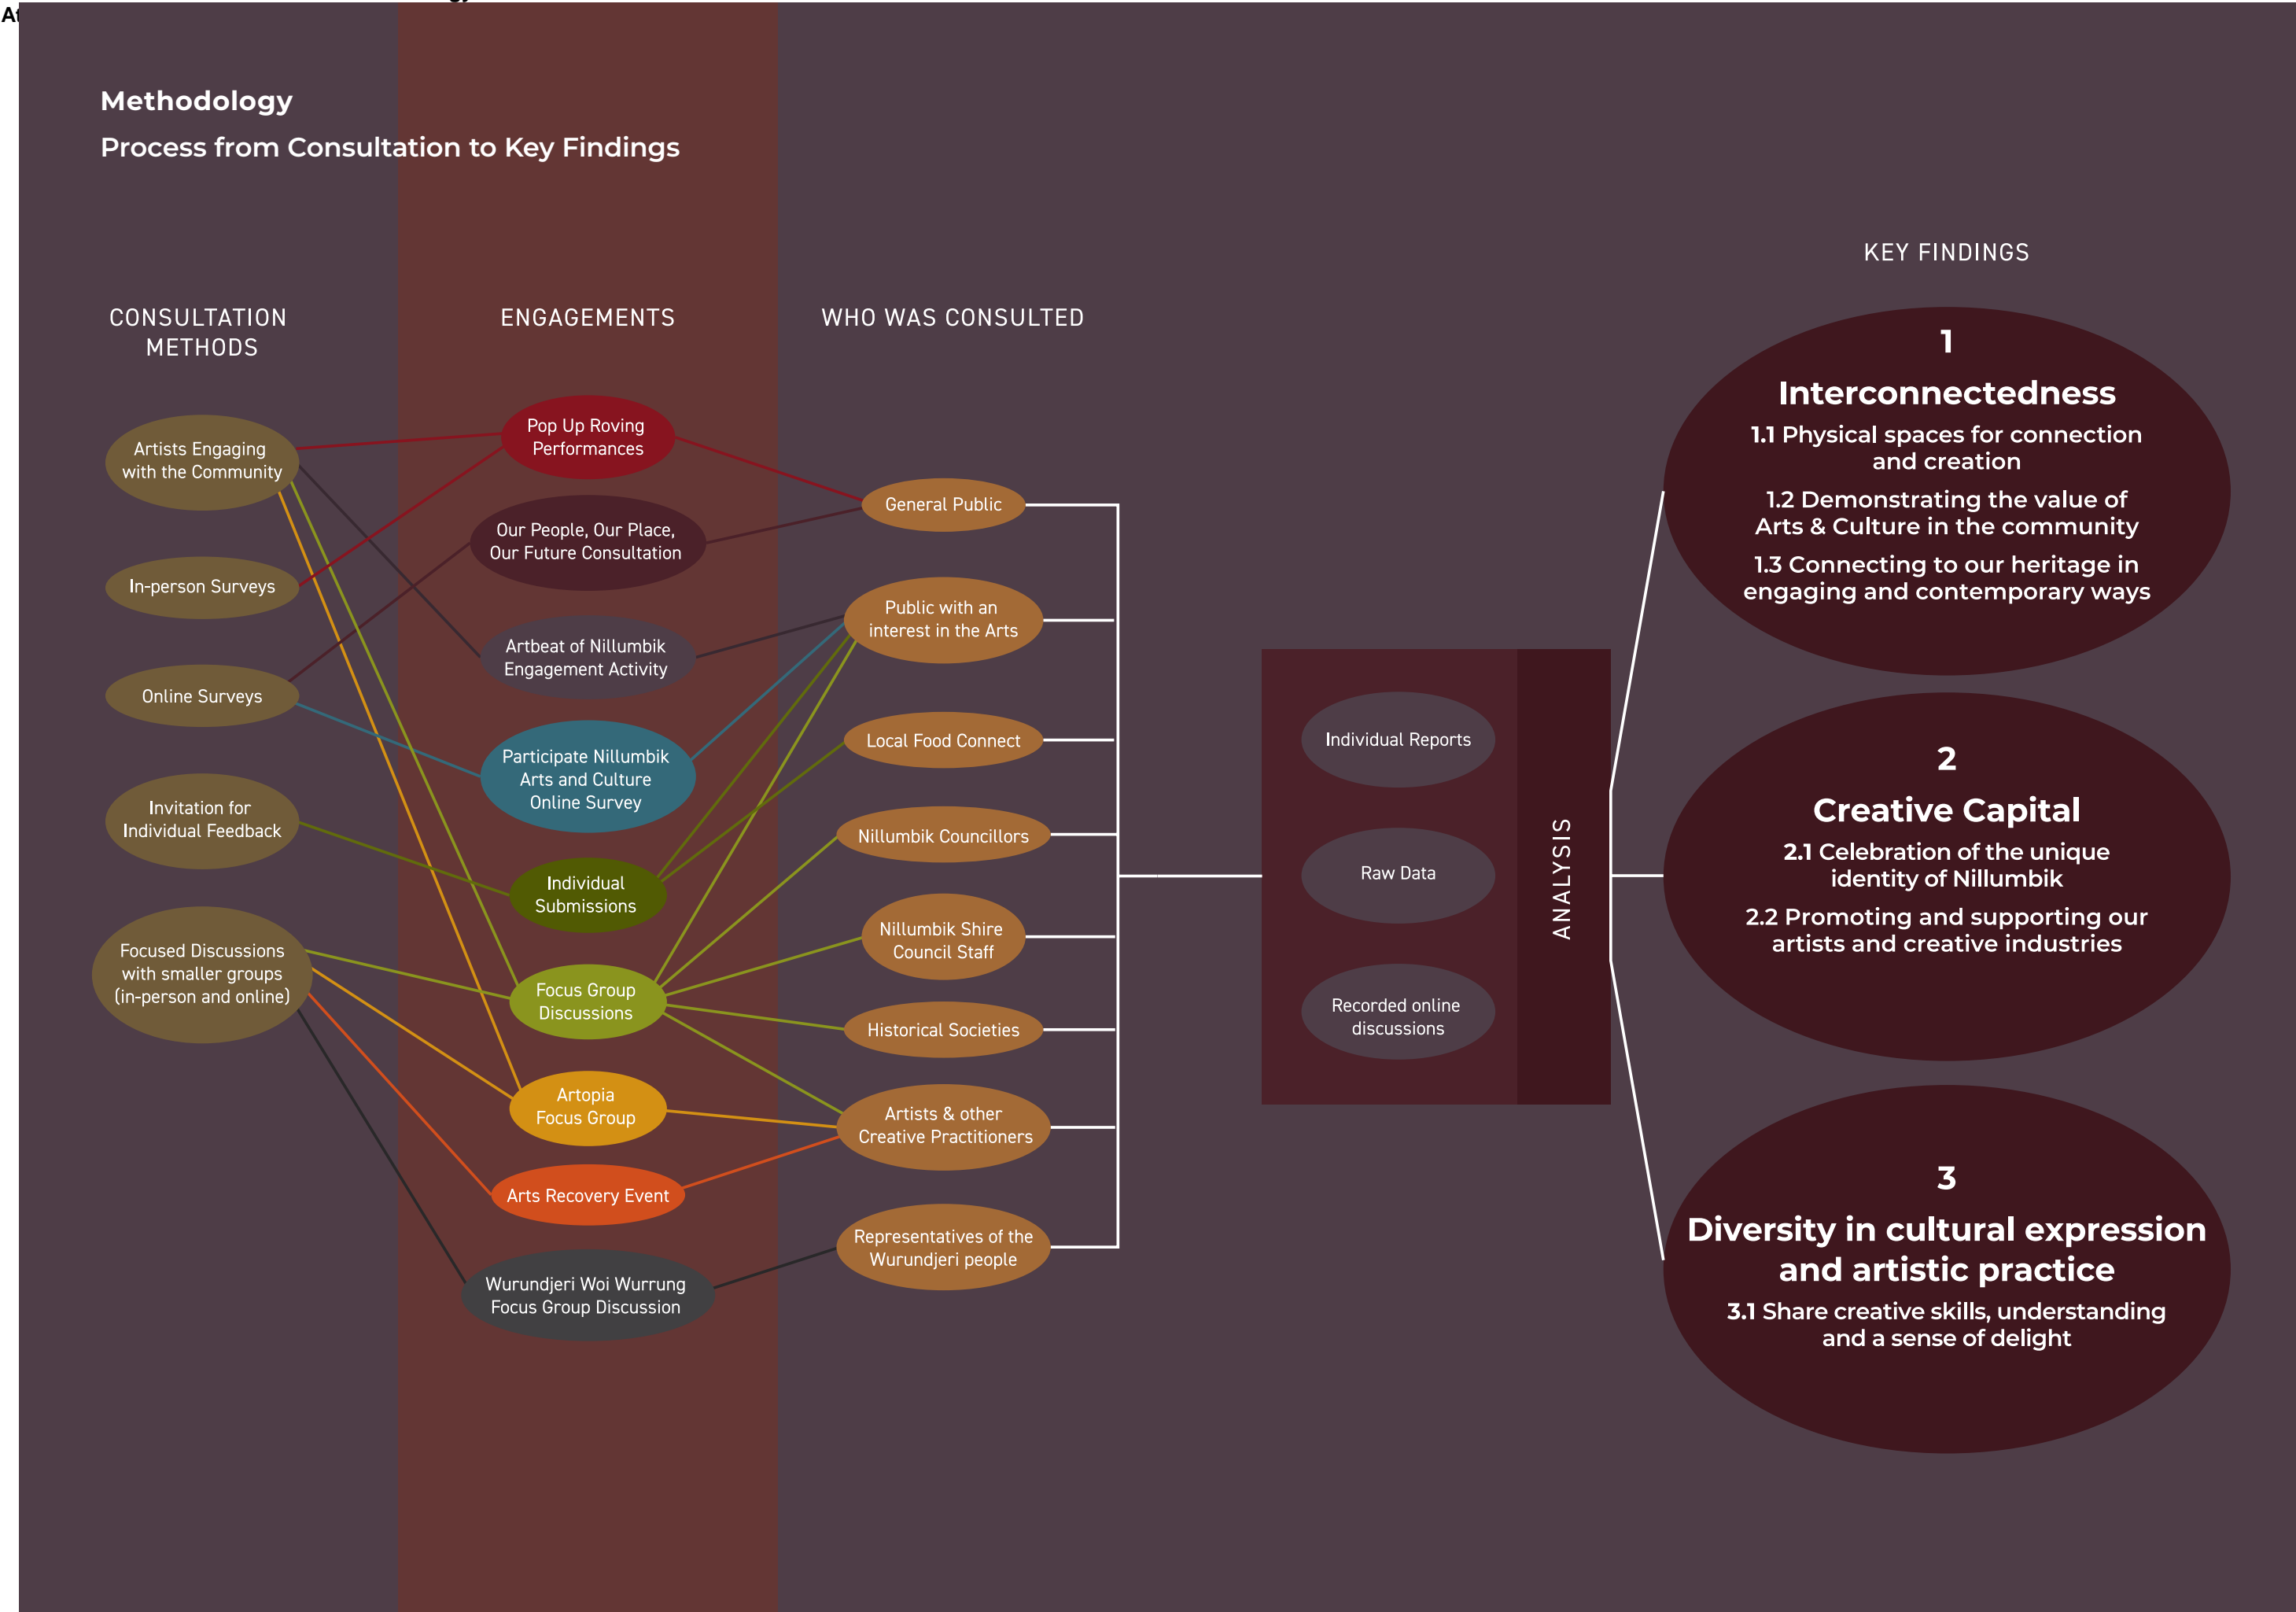 Methodology
Process from Consultation to Key Findings
CONSULTATION
METHODS
Artists Engaging
with the Community
In-person Surveys
Online Surveys
Invitation for
Individual Feedback
Focused Discussions
with smaller groups
(in-person and online)
ENGAGEMENTS
Pop Up Roving
Performances
Our People, Our Place,
Our Future Consultation
Artbeat of Nillumbik
Engagement Activity
Participate Nillumbik
Arts and Culture
Online Survey
Individual
Submissions
Focus Group
Discussions
Artopia
Focus Group
Arts Recovery Event
Wurundjeri Woi Wurrung
Focus Group Discussion
WHO WAS CONSULTED
General Public
Public with an
interest in the Arts
Local Food Connect
Nillumbik Councillors
Nillumbik Shire
Council Staff
Historical Societies
Artists & other
Creative Practitioners
Representatives of the
Wurundjeri people
Individual Reports
Raw Data
Recorded online
discussions
ANALYSIS
KEY FINDINGS
1
Interconnectedness
1.1 Physical spaces for connection
and creation
1.2 Demonstrating the value of
Arts & Culture in the community
1.3 Connecting to our heritage in
engaging and contemporary ways
2
Creative Capital
2.1 Celebration of the unique
identity of Nillumbik
2.2 Promoting and supporting our
artists and creative industries
3
Diversity in cultural expression
and artistic practice
3.1 Share creative skills, understanding
and a sense of delight